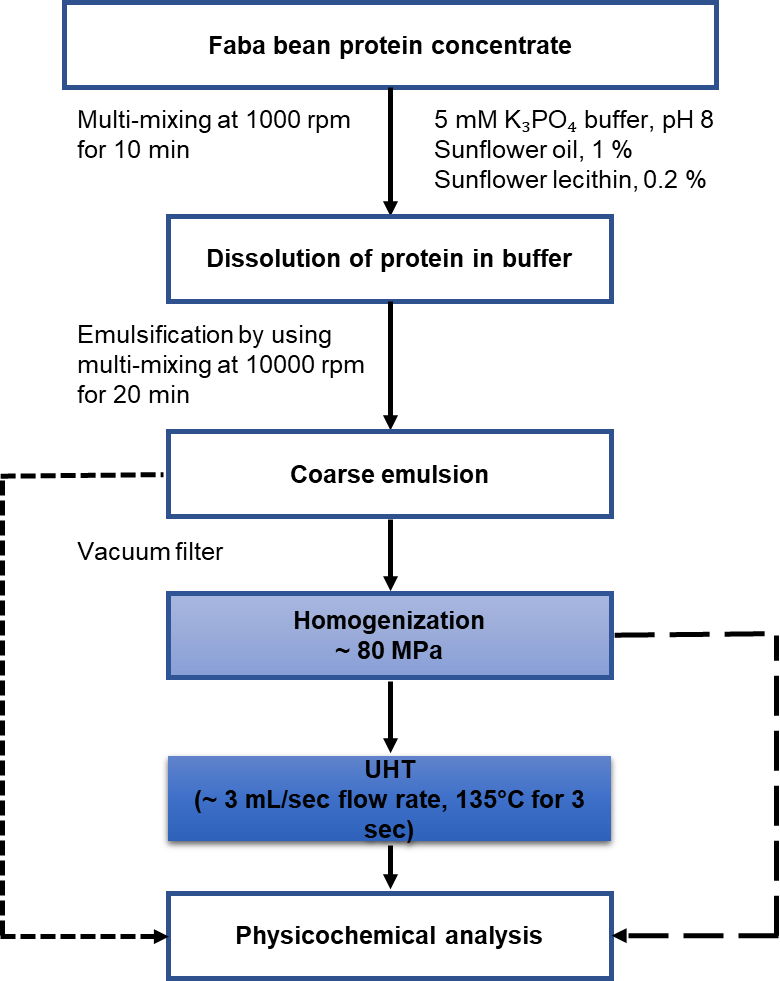 Faba bean protein concentrate
Multi-mixing at 1000 rpm
for 10 min
5 mM K₃PO₄ buffer, pH 8
Sunflower oil, 1 %
Sunflower lecithin, 0.2 %
Dissolution of protein in buffer
Emulsification by using
multi-mixing at 10000 rpm
for 20 min
Coarse emulsion
Vacuum filter
Homogenization
~ 80 MPa
UHT
(~ 3 mL/sec flow rate, 135°C for 3
sec)
Physicochemical analysis